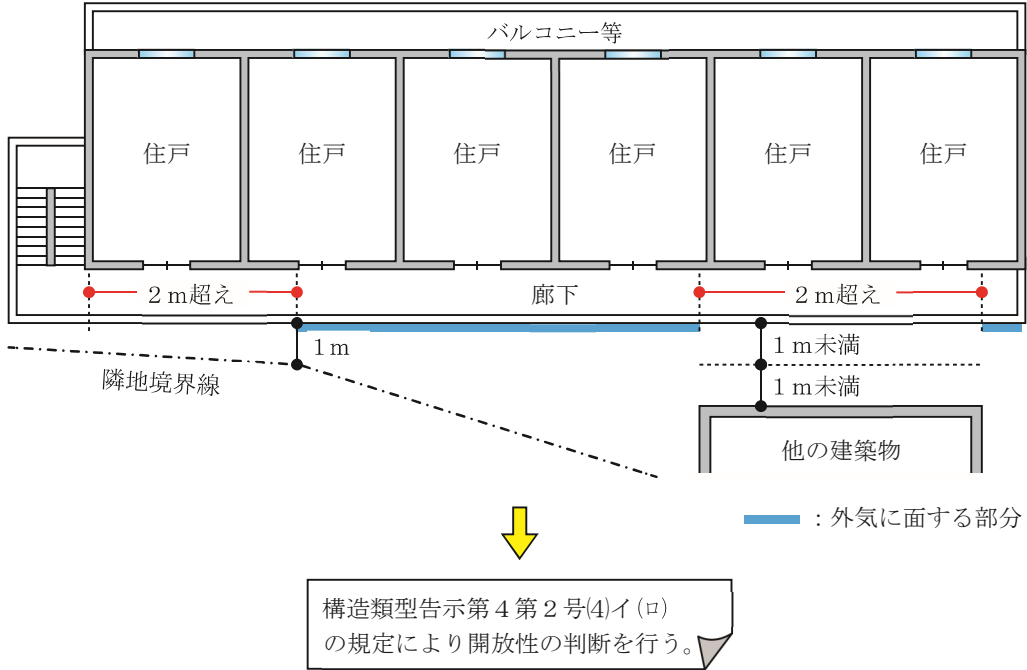 バルコニー等
住戸 住戸 住戸 住戸 住戸 住戸
2m超え 廊下 2m超え
1m 1m未満
隣地境界線 1m未満
他の建築物
：外気に面する部分
構造類型告示第4第2号(4)イ(ロ)
の規定により開放性の判断を行う。